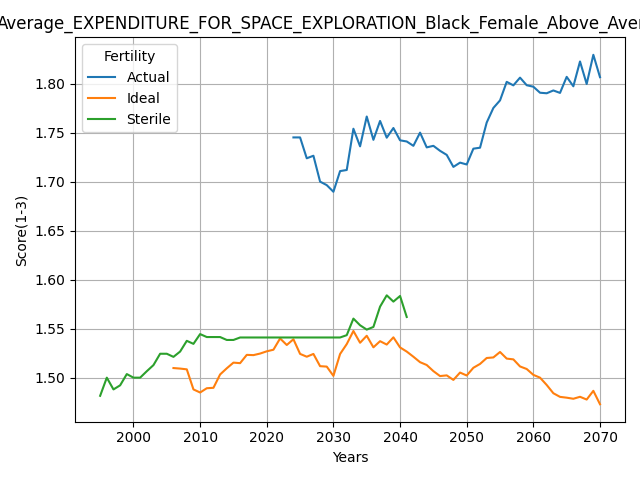 Average_EXPENDITURE_FOR_SPACE_EXPLORATION_Black_Female_Above_Aver
Fertility
Actual
Ideal
Sterile
Score(1-3)
1.80
1.75
1.70
1.65
1.60
1.55
1.50
2000 2010 2020 2030 2040 2050 2060 2070
Years